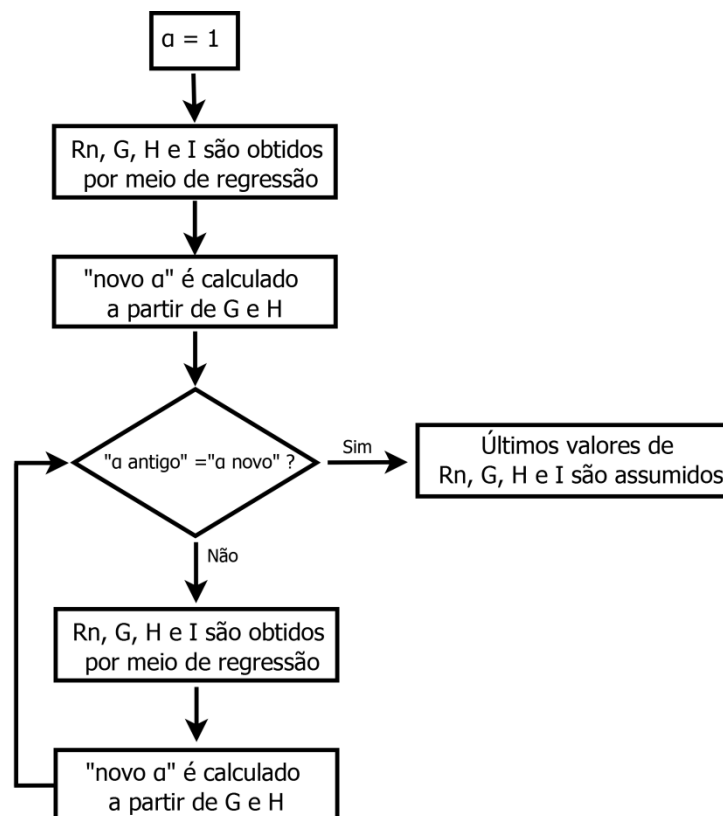 ɑ = 1
Rn, G, H e I são obtidos
por meio de regressão
"novo ɑ" é calculado
a partir de G e H
"ɑ antigo" ="ɑ novo" ?
Sim
Últimos valores de
Rn, G, H e I são assumidos
Não
Rn, G, H e I são obtidos
por meio de regressão
"novo ɑ" é calculado
a partir de G e H